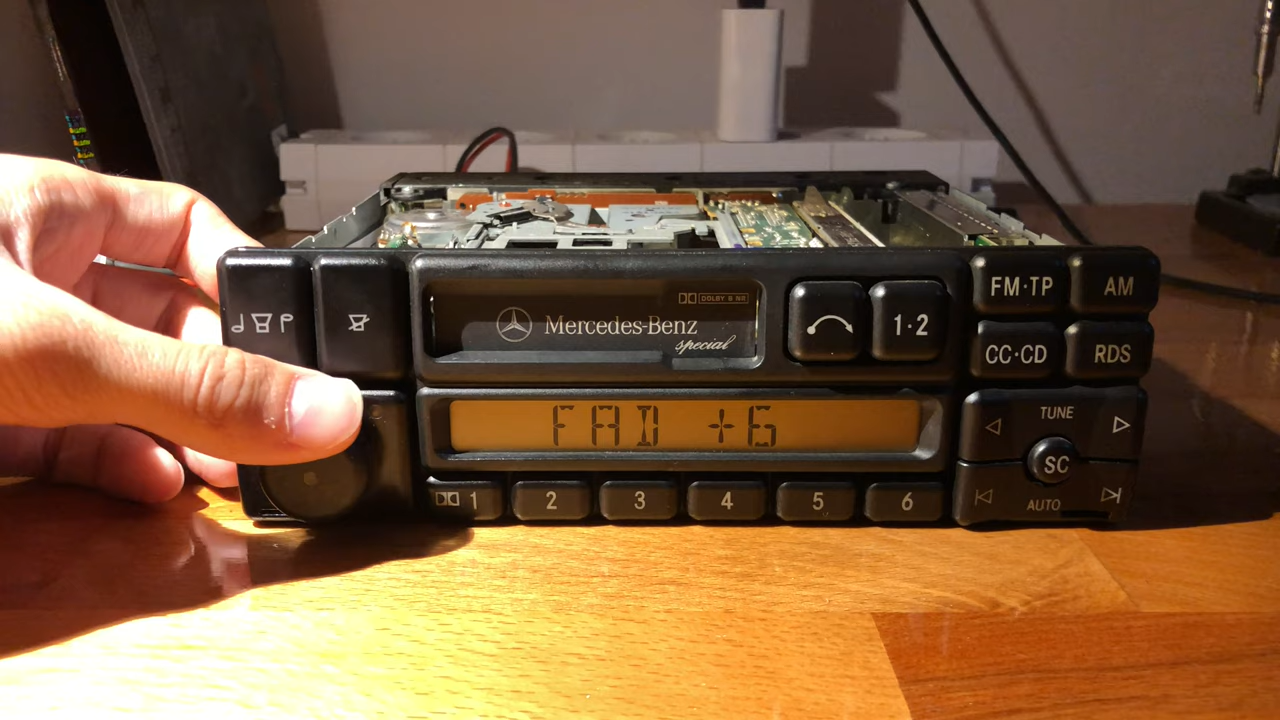 DOLBY B NR
Mercedes-Benz
special
1·2
FM·TP
AM
CC·CD
RDS
FAD +6
TUNE
SC
AUTO
1
2
3
4
5
6